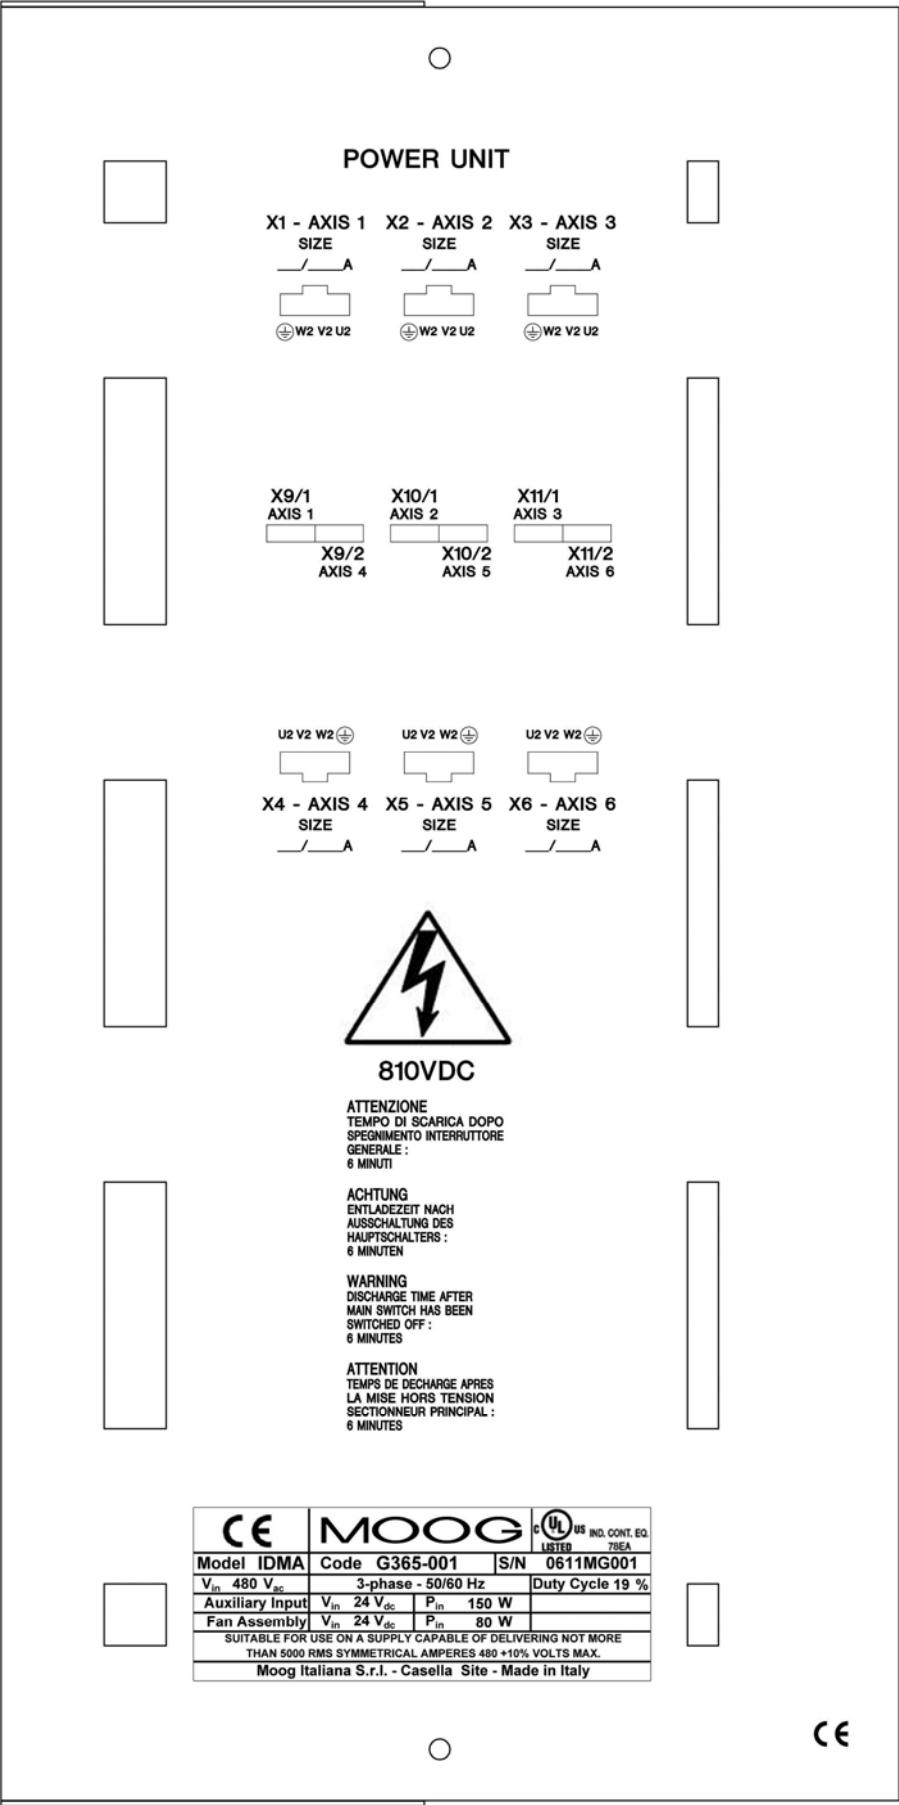 POWER UNIT
X1 - AXIS 1 X2 - AXIS 2 X3 - AXIS 3
SIZE SIZE SIZE
__/____A __/____A __/____A
W2 V2 U2 W2 V2 U2 W2 V2 U2
X9/1 X10/1 X11/1
AXIS 1 AXIS 2 AXIS 3
X9/2 X10/2 X11/2
AXIS 4 AXIS 5 AXIS 6
U2 V2 W2 U2 V2 W2 U2 V2 W2
X4 - AXIS 4 X5 - AXIS 5 X6 - AXIS 6
SIZE SIZE SIZE
__/____A __/____A __/____A
810VDC
ATTENZIONE
TEMPO DI SCARICA DOPO
SPEGNIMENTO INTERRUTTORE
GENERALE :
6 MINUTI
ACHTUNG
ENTLADEZEIT NACH
AUSSCHALTUNG DES
HAUPTSCHALTERS :
6 MINUTEN
WARNING
DISCHARGE TIME AFTER
MAIN SWITCH HAS BEEN
SWITCHED OFF :
6 MINUTES
ATTENTION
TEMPS DE DECHARGE APRES
LA MISE HORS TENSION
SECTIONNEUR PRINCIPAL :
6 MINUTES
CE MOOG C UL US IND. CONT. EQ.
LISTED 78EA
Model IDMA Code G365-001 S/N 0611MG001
Vin 480 Vac 3-phase - 50/60 Hz Duty Cycle 19 %
Auxiliary Input Vin 24 Vdc Pin 150 W
Fan Assembly Vin 24 Vdc Pin 80 W
SUITABLE FOR USE ON A SUPPLY CAPABLE OF DELIVERING NOT MORE
THAN 5000 RMS SYMMETRICAL AMPERES 480 +10% VOLTS MAX.
Moog Italiana S.r.l. - Casella Site - Made in Italy
CE